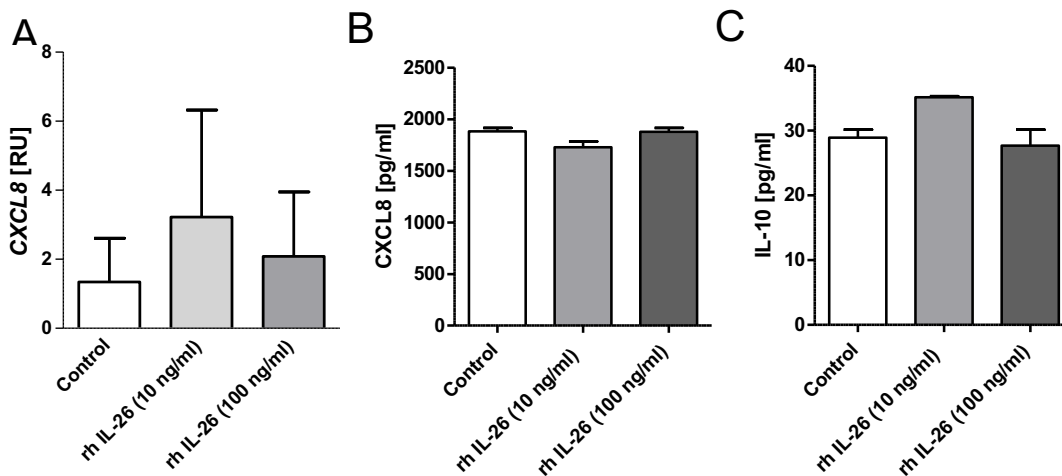 A
CXCL8 [RU]
8
6
4
2
0
Control
rh IL-26 (10 ng/ml)
rh IL-26 (100 ng/ml)
B
CXCL8 [pg/ml]
2500
2000
1500
1000
500
0
Control
rh IL-26 (10 ng/ml)
rh IL-26 (100 ng/ml)
C
IL-10 [pg/ml]
40
30
20
10
0
Control
rh IL-26 (10 ng/ml)
rh IL-26 (100 ng/ml)